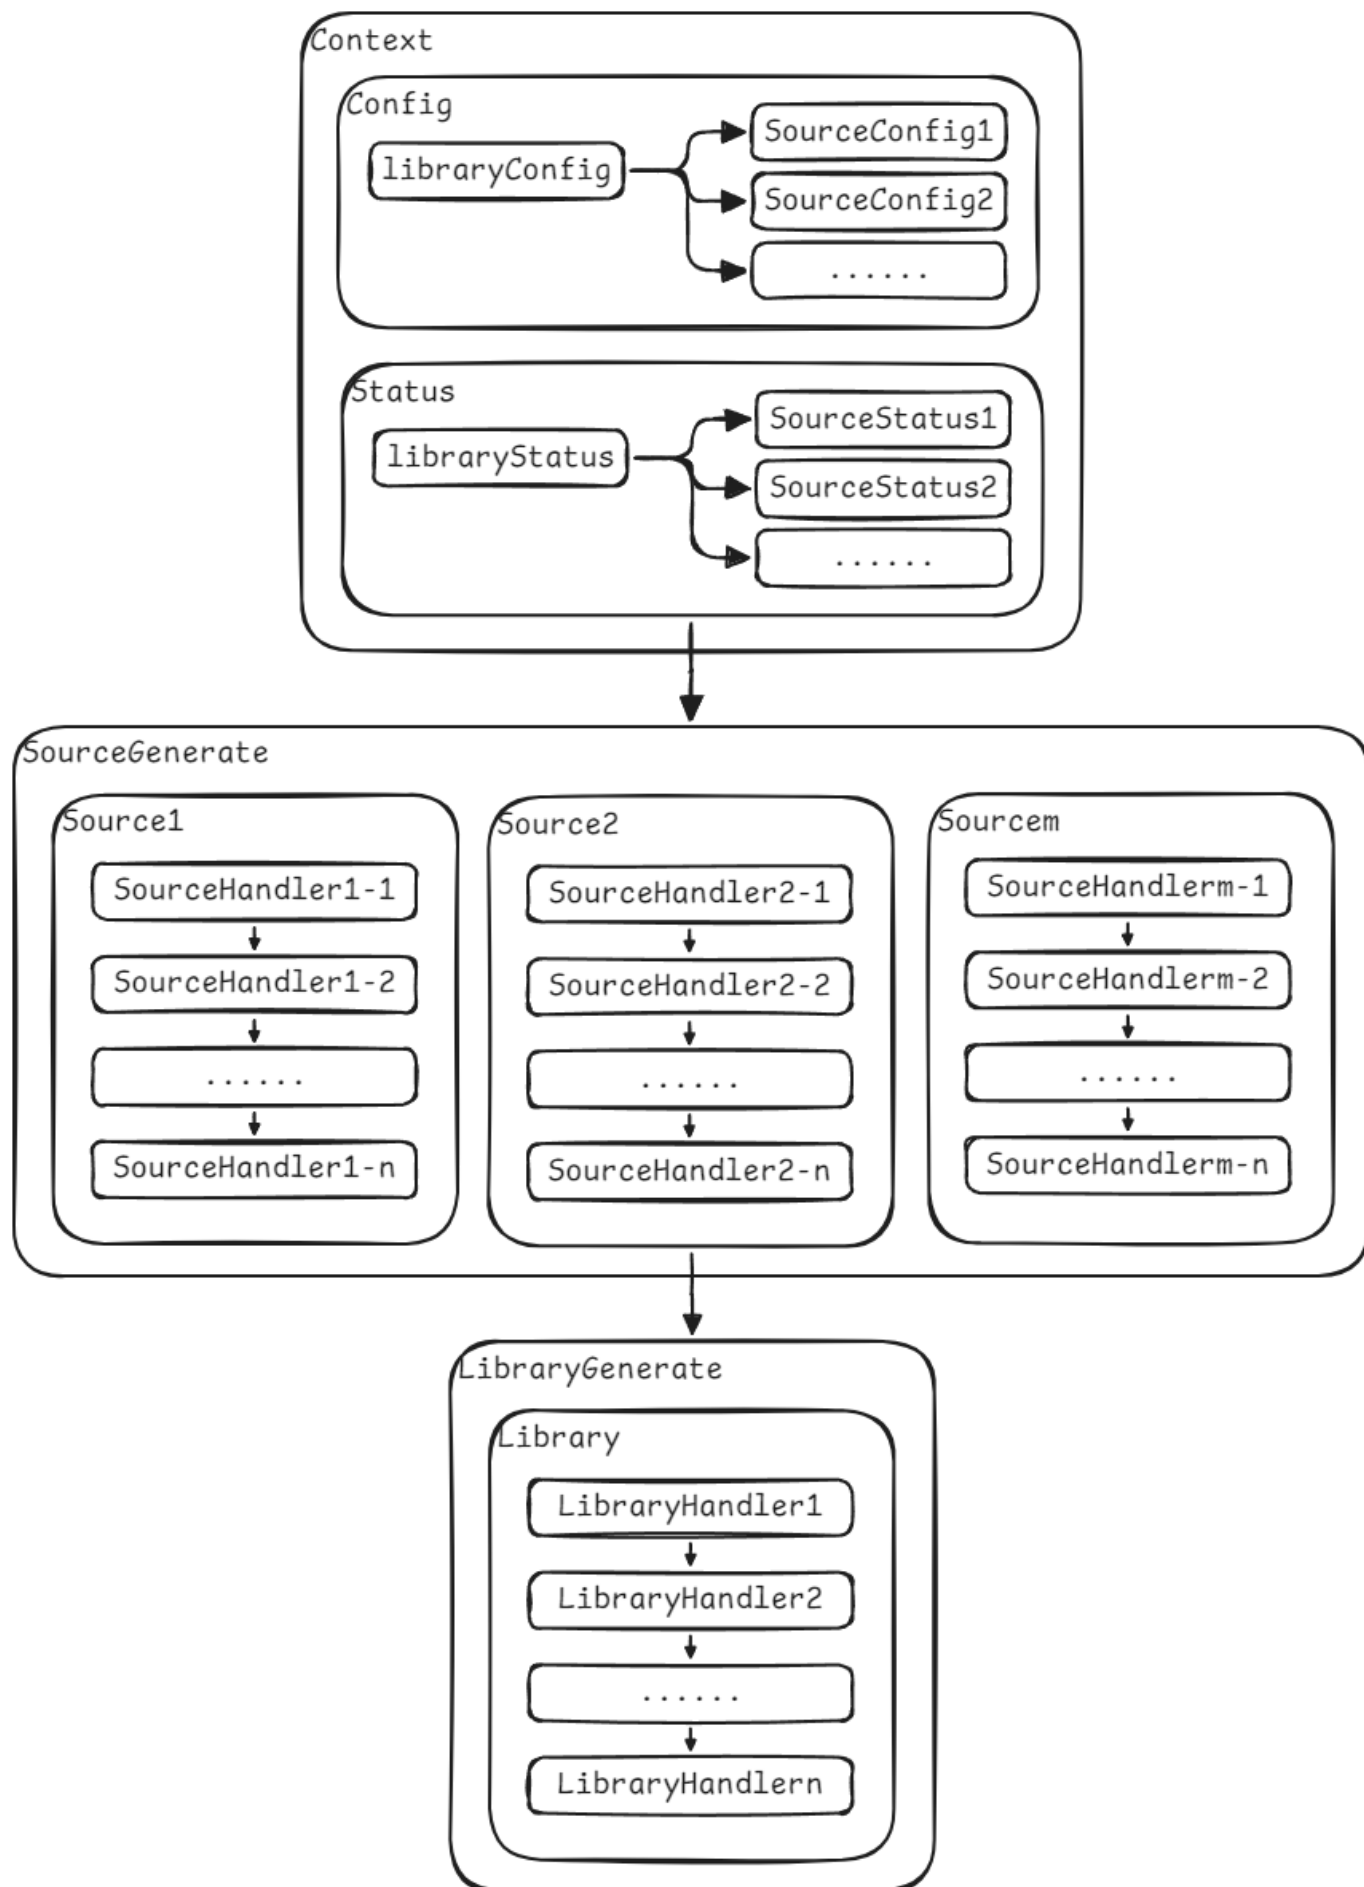 Context
Config
libraryConfig
SourceConfig1
SourceConfig2
......
Status
libraryStatus
SourceStatus1
SourceStatus2
......
SourceGenerate
Source1
SourceHandler1-1
SourceHandler1-2
......
SourceHandler1-n
Source2
SourceHandler2-1
SourceHandler2-2
......
SourceHandler2-n
Sourcem
SourceHandlerm-1
SourceHandlerm-2
......
SourceHandlerm-n
LibraryGenerate
Library
LibraryHandler1
LibraryHandler2
......
LibraryHandlern